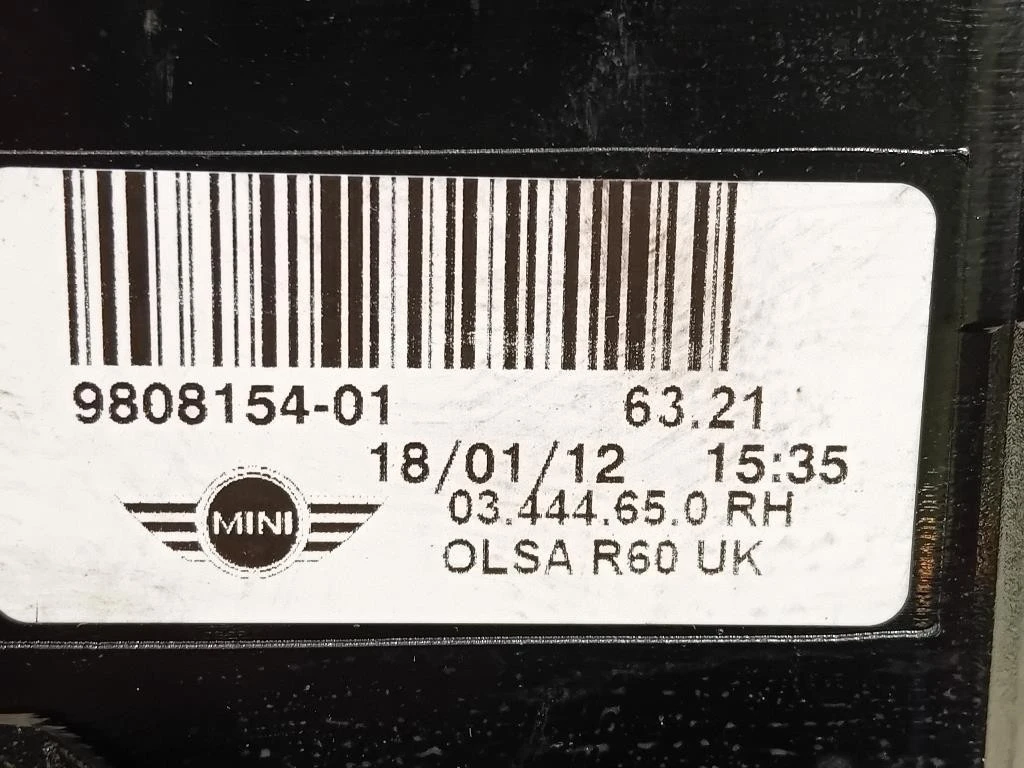 9808154-01 63.21
18/01/12 15:35
03.444.65.0 RH
MINI
OLSA R60 UK